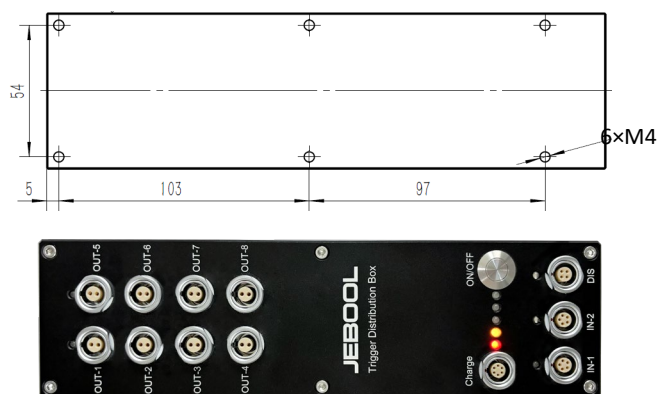 54
6×M4
5
103
97
OUT-5
OUT-6
OUT-7
OUT-8
ON/OFF
DIS
JEBOOL
Trigger Distribution Box
IN-2
OUT-1
OUT-2
OUT-3
OUT-4
Charge
IN-1